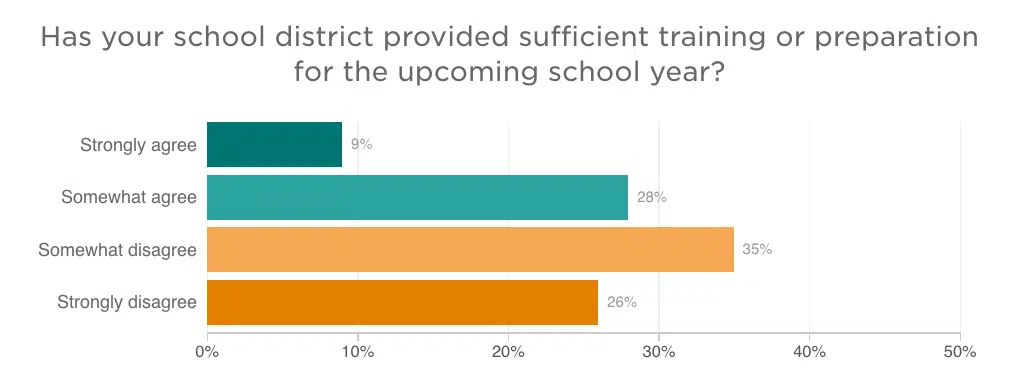 Has your school district provided sufficient training or preparation
for the upcoming school year?
Strongly agree
9%
Somewhat agree
28%
Somewhat disagree
35%
Strongly disagree
26%
0% 10% 20% 30% 40% 50%